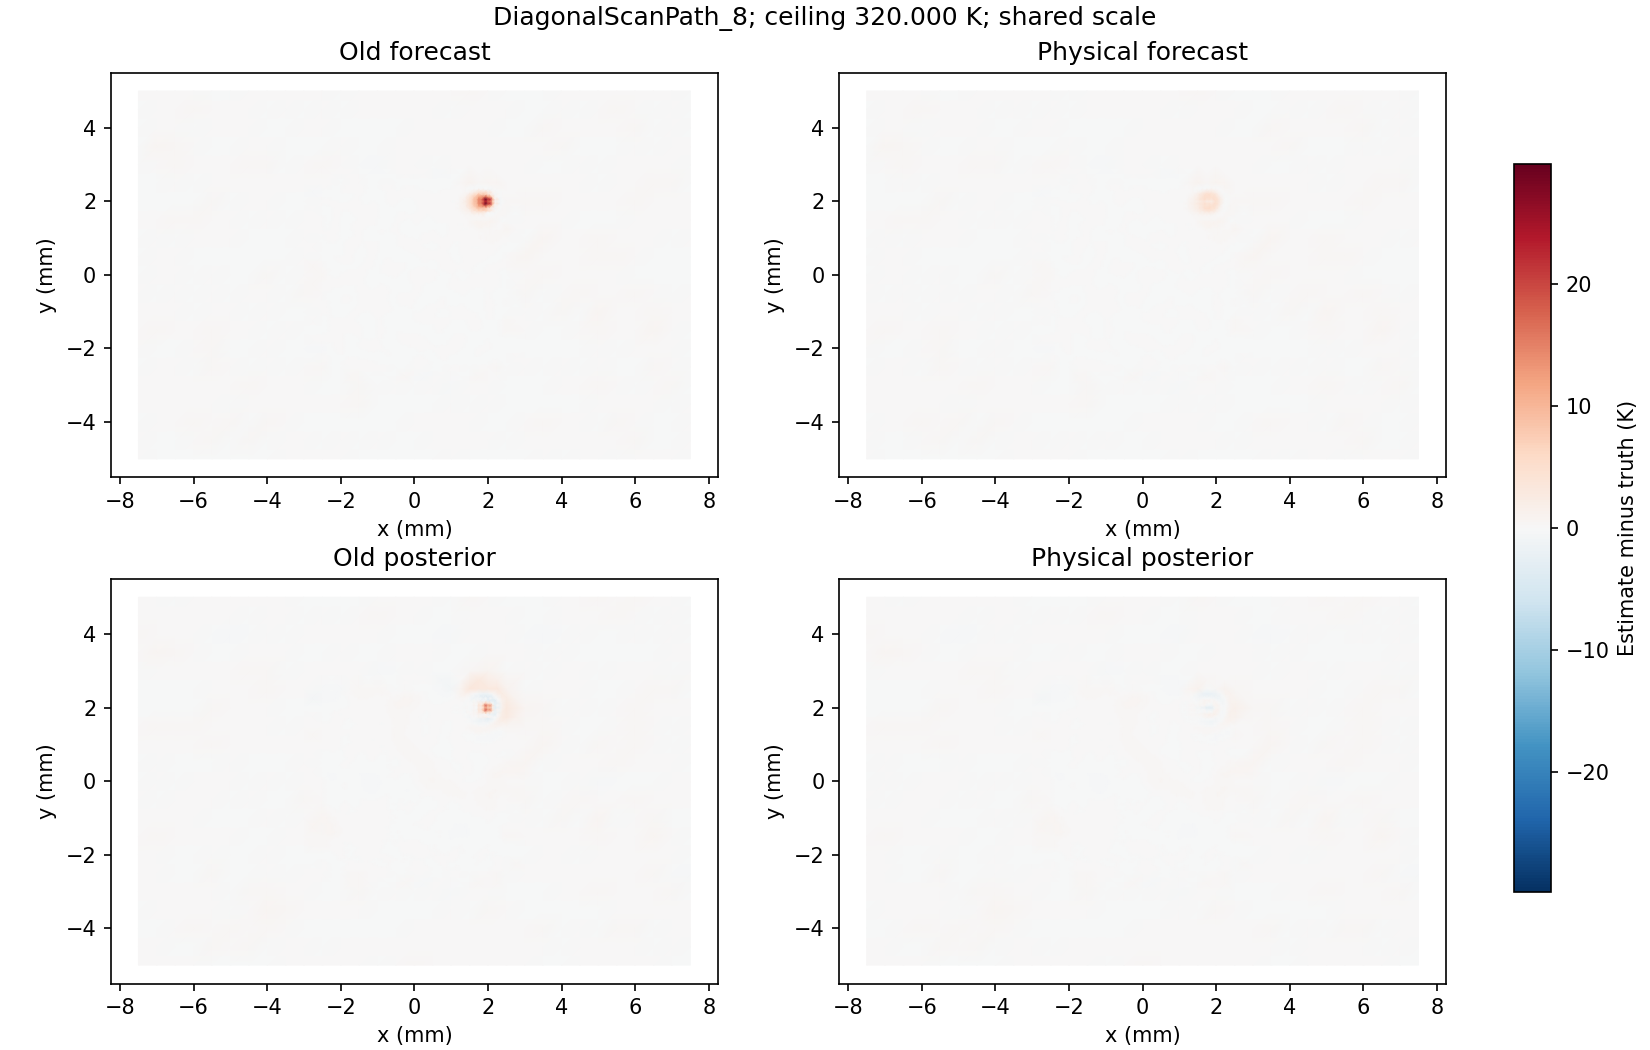 DiagonalScanPath_8; ceiling 320.000 K; shared scale
Old forecast
4
2
0
−2
−4
y (mm)
−8 −6 −4 −2 0 2 4 6 8
x (mm)
Physical forecast
4
2
0
−2
−4
y (mm)
−8 −6 −4 −2 0 2 4 6 8
x (mm)
Old posterior
4
2
0
−2
−4
y (mm)
−8 −6 −4 −2 0 2 4 6 8
x (mm)
Physical posterior
4
2
0
−2
−4
y (mm)
−8 −6 −4 −2 0 2 4 6 8
x (mm)
20
10
0
−10
−20
Estimate minus truth (K)